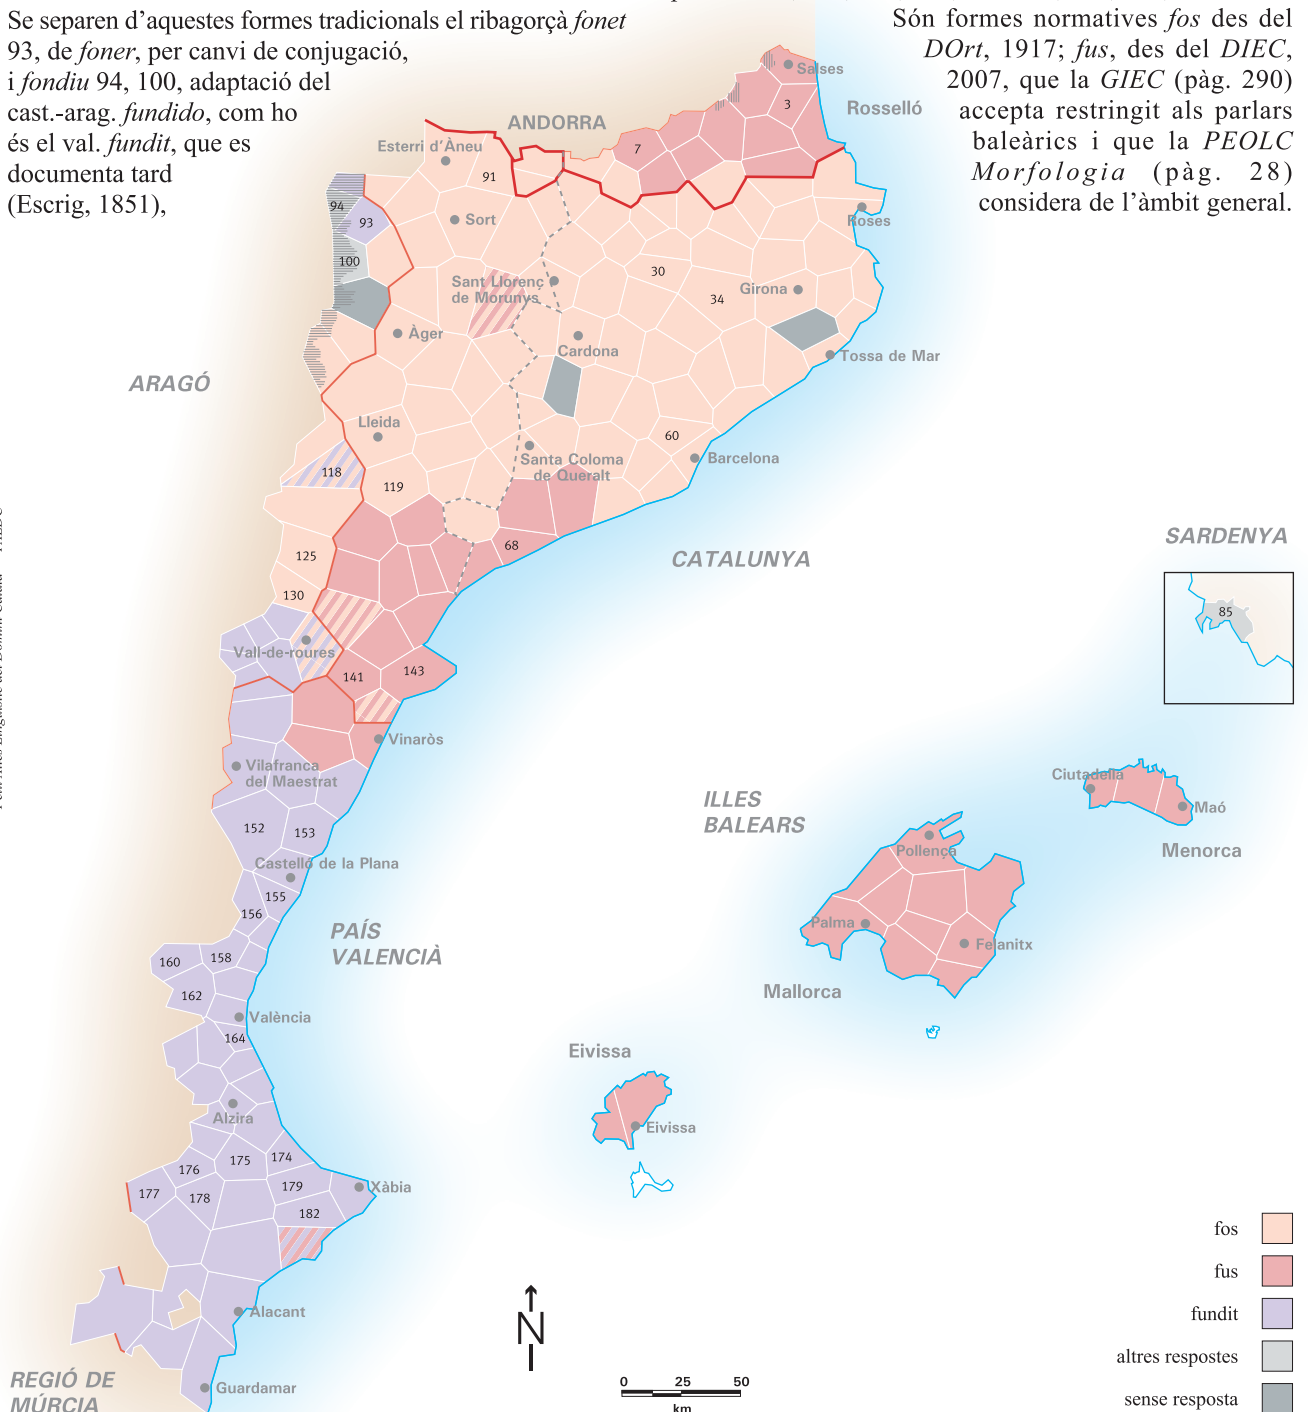 Se separen d’aquestes formes tradicionals el ribagorçà fonet
93, de foner, per canvi de conjugació,
i fondiu 94, 100, adaptació del
cast.-arag. fundido, com ho
és el val. fundit, que es
documenta tard
(Escrig, 1851),
Són formes normatives fos des del
DOrt, 1917; fus, des del DIEC,
2007, que la GIEC (pàg. 290)
accepta restringit als parlars
baleàrics i que la PEOLC
Morfologia (pàg. 28)
considera de l’àmbit general.
Salses
3
Rosselló
ANDORRA
7
Esterri d’Àneu
91
94
93
Sort
Roses
100
30
Sant Llorenç
de Morunys
34
Girona
Àger
Cardona
Tossa de Mar
ARAGÓ
Lleida
60
Barcelona
118
Santa Coloma
de Queralt
119
68
125
CATALUNYA
SARDENYA
130
85
Vall-de-roures
141
143
Vinaròs
Vilafranca
del Maestrat
Ciutadella
Maó
ILLES
BALEARS
152
153
Pollença
Menorca
Castelló de la Plana
155
156
Palma
PAÍS
VALENCIÀ
Felanitx
160
158
162
Mallorca
València
164
Eivissa
Alzira
Eivissa
176
175
174
177
178
179
Xàbia
182
fos
fus
Alacant
fundit
N
altres respostes
REGIÓ DE
MÚRCIA
Guardamar
0 25 50
km
sense resposta